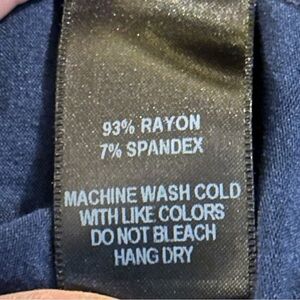 93% RAYON
7% SPANDEX
MACHINE WASH COLD
WITH LIKE COLORS
DO NOT BLEACH
HANG DRY